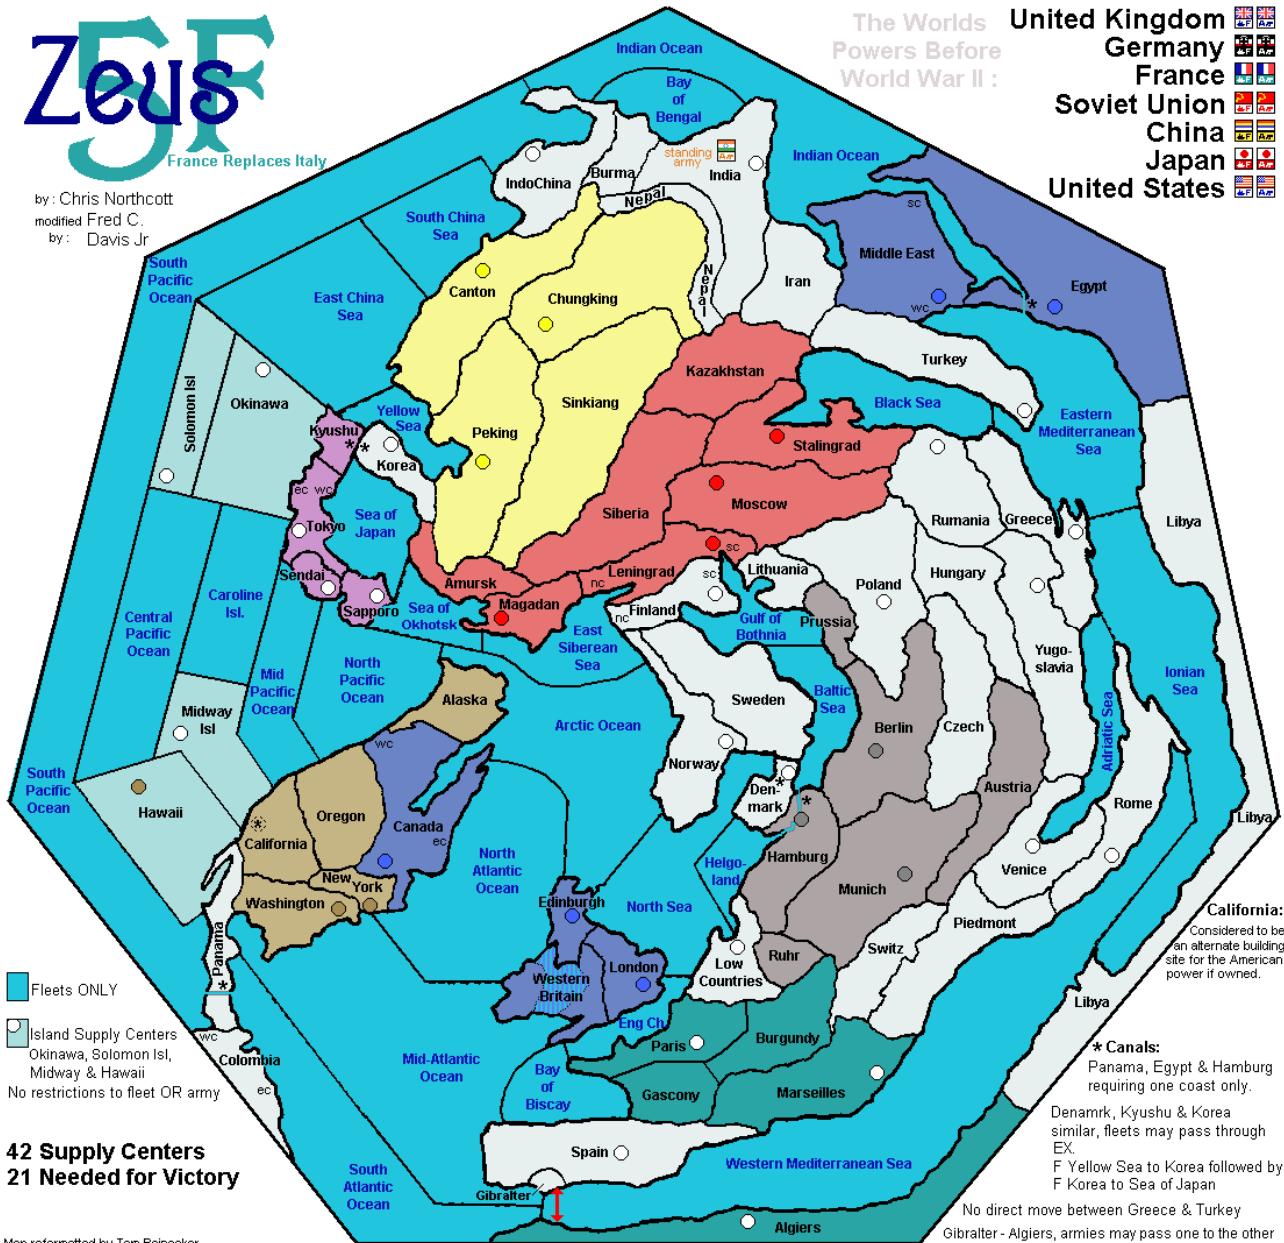 Zeus
5F
France Replaces Italy
by : Chris Northcott
modified Fred C.
by : Davis Jr
The Worlds
Powers Before
World War II :
United Kingdom
Germany
France
Soviet Union
China
Japan
United States
Indian Ocean
Bay
of
Bengal
standing
army
India
Indian Ocean
IndoChina
Burma
Nepal
Nepal
Iran
sc
Middle East
wc
*
Egypt
South
Pacific
Ocean
South China
Sea
East China
Sea
Canton
Chungking
Turkey
Kazakhstan
Black Sea
Eastern
Mediterranean
Sea
Solomon Isl
Okinawa
Yellow
Sea
Sinkiang
Peking
Kyushu
* *
Korea
Stalingrad
Moscow
Siberia
Rumania
Greece
Libya
ec wc
Tokyo
Sea of
Japan
Sendai
Sapporo
Amursk
Magadan
nc
Leningrad
sc
sc
Finland
nc
Lithuania
Poland
Hungary
Gulf of
Bothnia
Prussia
Yugo-
slavia
Ionian
Sea
Central
Pacific
Ocean
Caroline
Isl.
Sea of
Okhotsk
East
Siberean
Sea
North
Pacific
Ocean
Mid
Pacific
Ocean
Midway
Isl
Alaska
Arctic Ocean
Sweden
Baltic
Sea
Berlin
Czech
Adriatic Sea
South
Pacific
Ocean
Hawaii
wc
Norway
Den-
mark
*
*
Austria
Rome
Libya
*
California
Oregon
Canada
ec
North
Atlantic
Ocean
Helgo-
land
Hamburg
Munich
Venice
New
York
Washington
Edinburgh
North Sea
Piedmont
Panama
*
Low
Countries
Ruhr
Switz
London
Western
Britain
Libya
California:
Considered to be
an alternate building
site for the American
power if owned.
Fleets ONLY
Island Supply Centers
Okinawa, Solomon Isl,
Midway & Hawaii
No restrictions to fleet OR army
wc
Colombia
ec
Mid-Atlantic
Ocean
Eng Ch
Paris
Burgundy
Bay
of
Biscay
Gascony
Marseilles
* Canals:
Panama, Egypt & Hamburg
requiring one coast only.
Denamrk, Kyushu & Korea
similar, fleets may pass through
EX.
F Yellow Sea to Korea followed by
F Korea to Sea of Japan
42 Supply Centers
21 Needed for Victory
South
Atlantic
Ocean
Spain
Gibralter
Western Mediterranean Sea
Algiers
No direct move between Greece & Turkey
Gibralter - Algiers, armies may pass one to the other